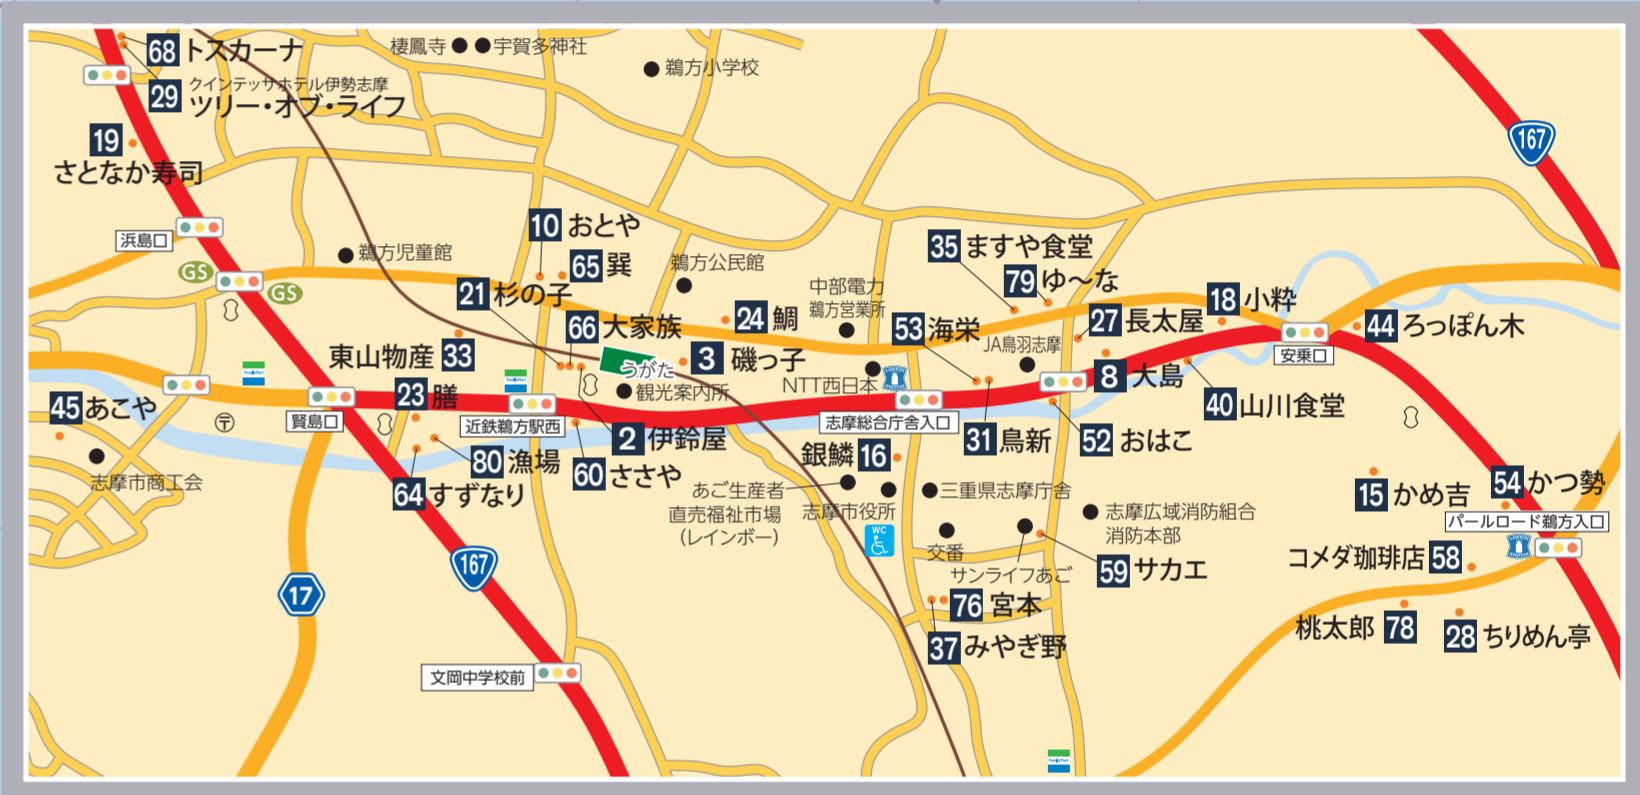 68 トスカーナ
クインテッサホテル伊勢志摩
29 ツリー・オブ・ライフ
19
さとなか寿司
棲鳳寺
宇賀多神社
鵜方小学校
167
浜島口
GS
GS
鵜方児童館
10 おとや
65 巽
21 杉の子
鵜方公民館
66 大家族
24 鯛
中部電力
鵜方営業所
35 ますや食堂
79 ゆ〜な
53 海栄
27 長太屋
18 小粋
44 ろっぽん木
安乗口
東山物産 33
うがた
3 磯っ子
観光案内所
NTT西日本
JA鳥羽志摩
8 大島
40 山川食堂
45 あこや
賢島口
23 膳
FamilyMart
FamilyMart
近鉄鵜方駅西
2 伊鈴屋
志摩総合庁舎入口
31 鳥新
52 おはこ
志摩市商工会
80 漁場
64 すずなり
60 ささや
銀鱗 16
あご生産者
直売福祉市場
(レインボー)
志摩市役所
WC
三重県志摩庁舎
交番
サンライフあご
志摩広域消防組合
消防本部
59 サカエ
15 かめ吉
54 かつ勢
パールロード鵜方入口
コメダ珈琲店 58
桃太郎 78
28 ちりめん亭
76 宮本
37 みやぎ野
17
167
文岡中学校前
FamilyMart